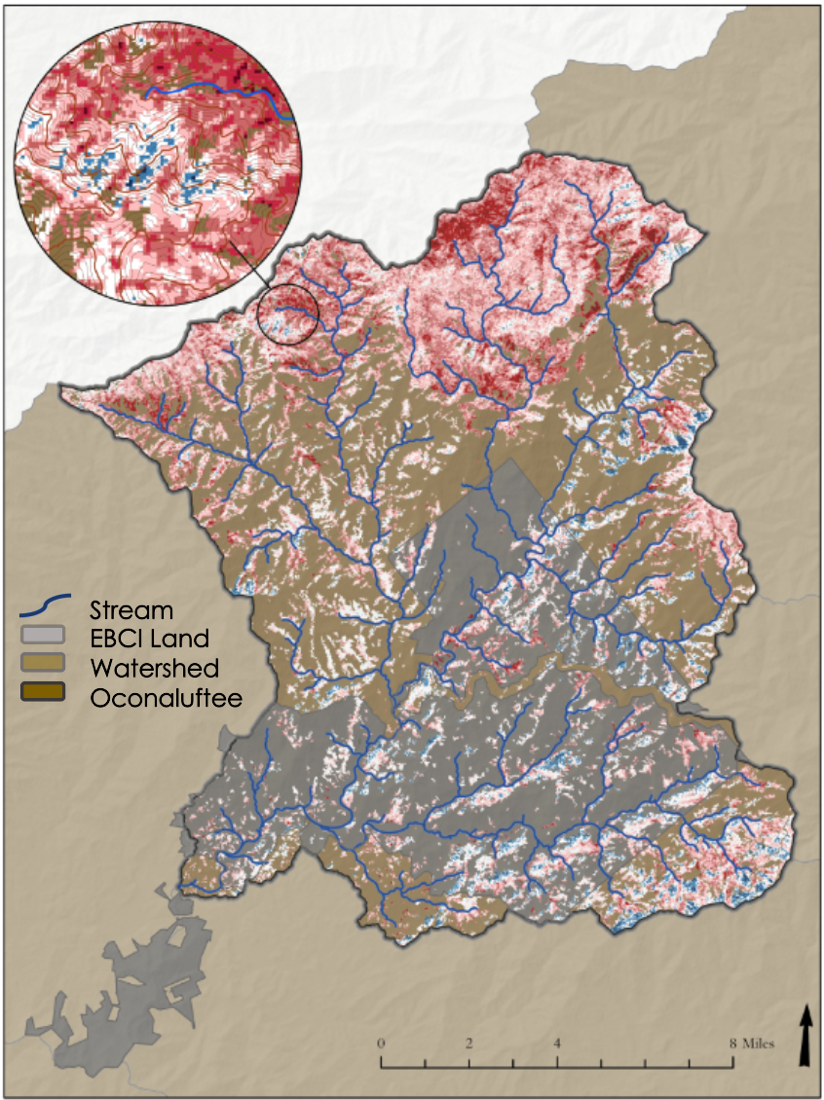 Stream
EBCI Land
Watershed
Oconaluftee
0 2 4 8 Miles